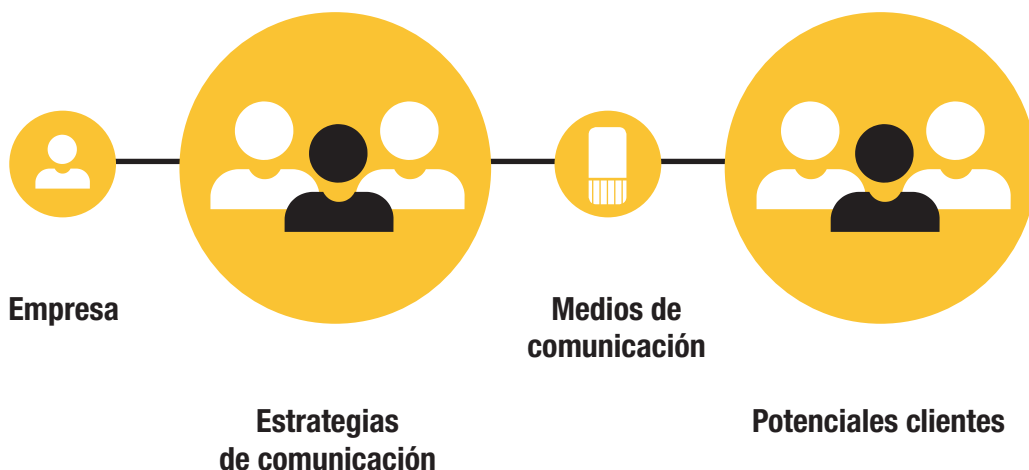 Empresa
Medios de
comunicación
Estrategias
de comunicación
Potenciales clientes